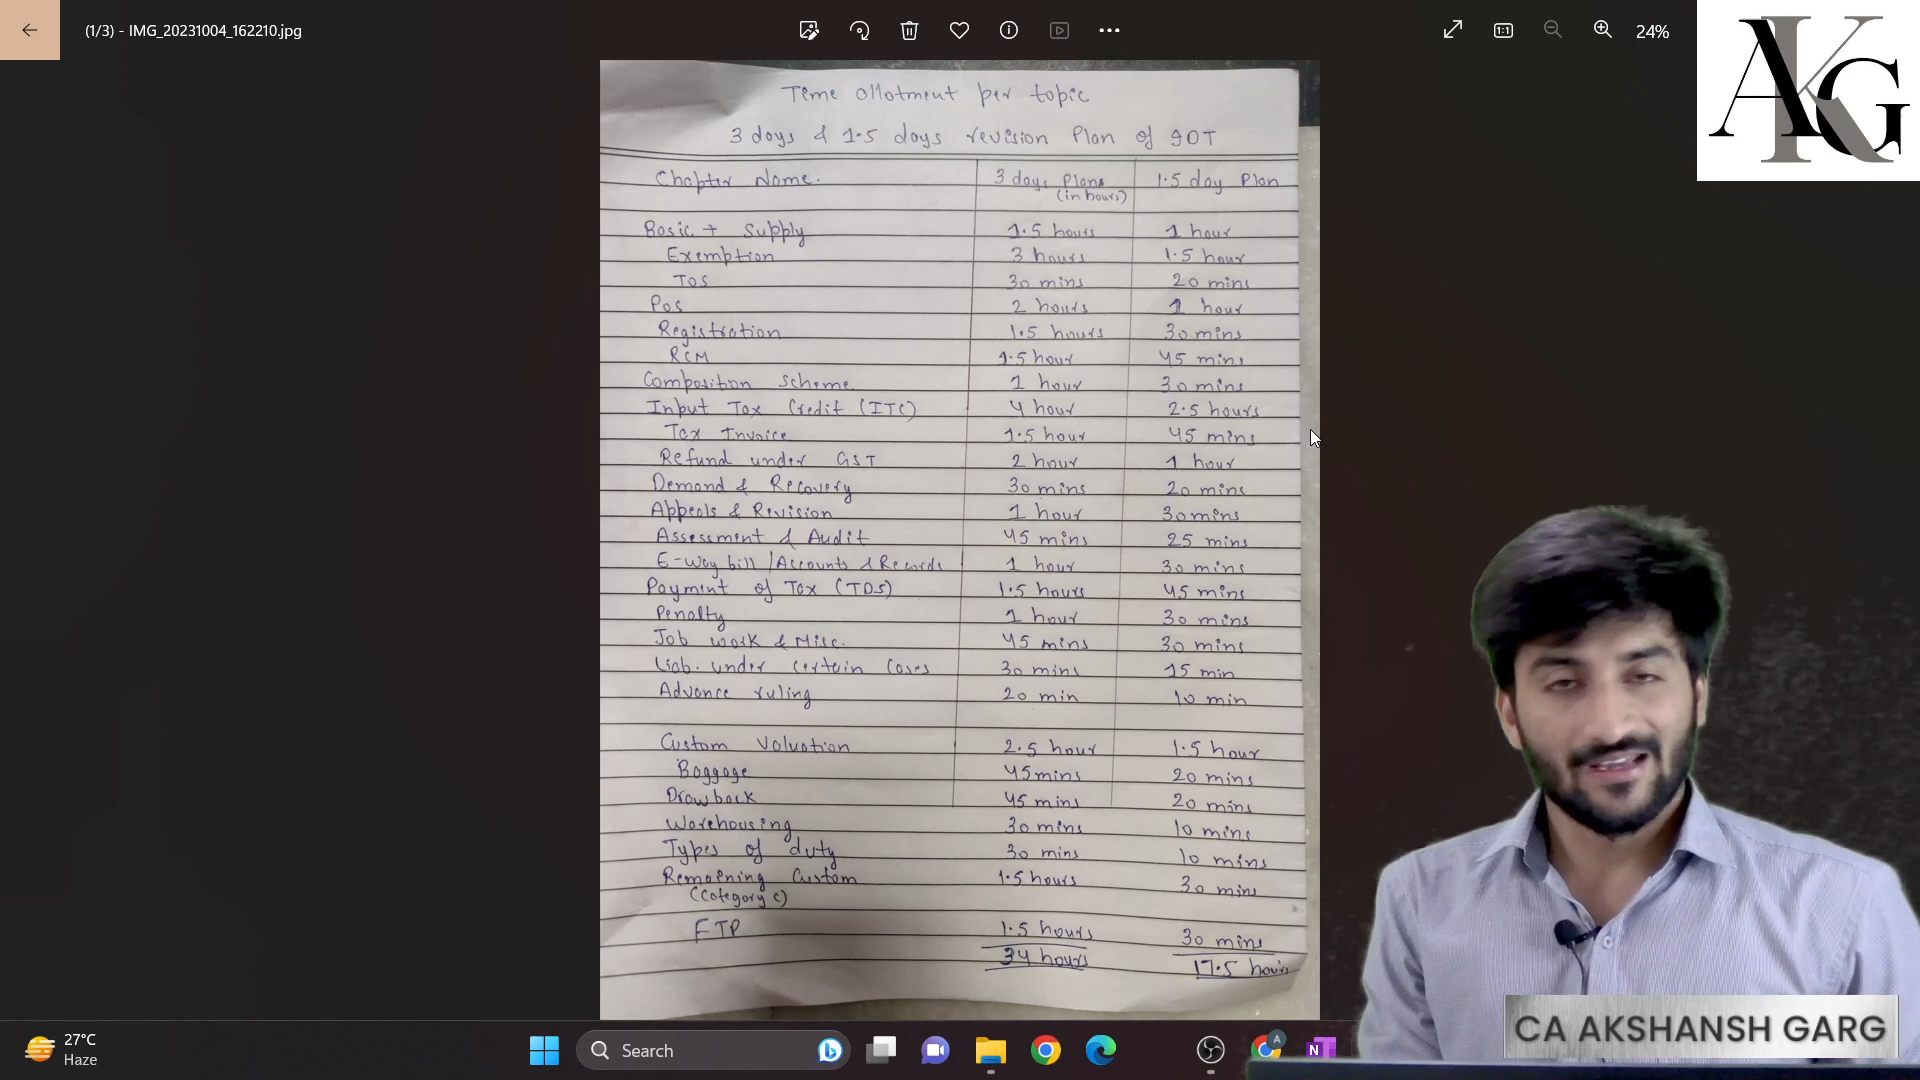 (1/3) - IMG_20231004_162210.jpg
24%
AKG
Time allotment per topic
3 days & 1.5 days revision Plan of IDT
Chapter Name. 3 days Plans (in hours) 1.5 day Plan
Basic + Supply 1.5 hours 1 hour
Exemption 3 hours 1.5 hour
TOS 30 mins 20 mins
POS 2 hours 1 hour
Registration 1.5 hours 30 mins
RCM 1.5 hour 45 mins
Composition Scheme 1 hour 30 mins
Input Tax Credit (ITC) 4 hour 2.5 hours
Tax Invoice 1.5 hour 45 mins
Refund under GST 2 hour 1 hour
Demand & Recovery 30 mins 20 mins
Appeals & Revision 1 hour 30 mins
Assessment & Audit 45 mins 25 mins
E-way bill / Accounts & Records 1 hour 30 mins
Payment of Tax (TDS) 1.5 hours 45 mins
Penalty 1 hour 30 mins
Job work & Misc. 45 mins 30 mins
Liab. under certain cases 30 mins 15 min
Advance ruling 20 min 10 min
Custom Valuation 2.5 hour 1.5 hour
Baggage 45 mins 20 mins
Drawback 45 mins 20 mins
Warehousing 30 mins 10 mins
Types of duty 30 mins 10 mins
Remaining Custom 1.5 hours 30 mins
(Category C)
FTP 1.5 hours 30 mins
34 hours 17.5 hours
CA AKSHANSH GARG
27°C
Haze
Search